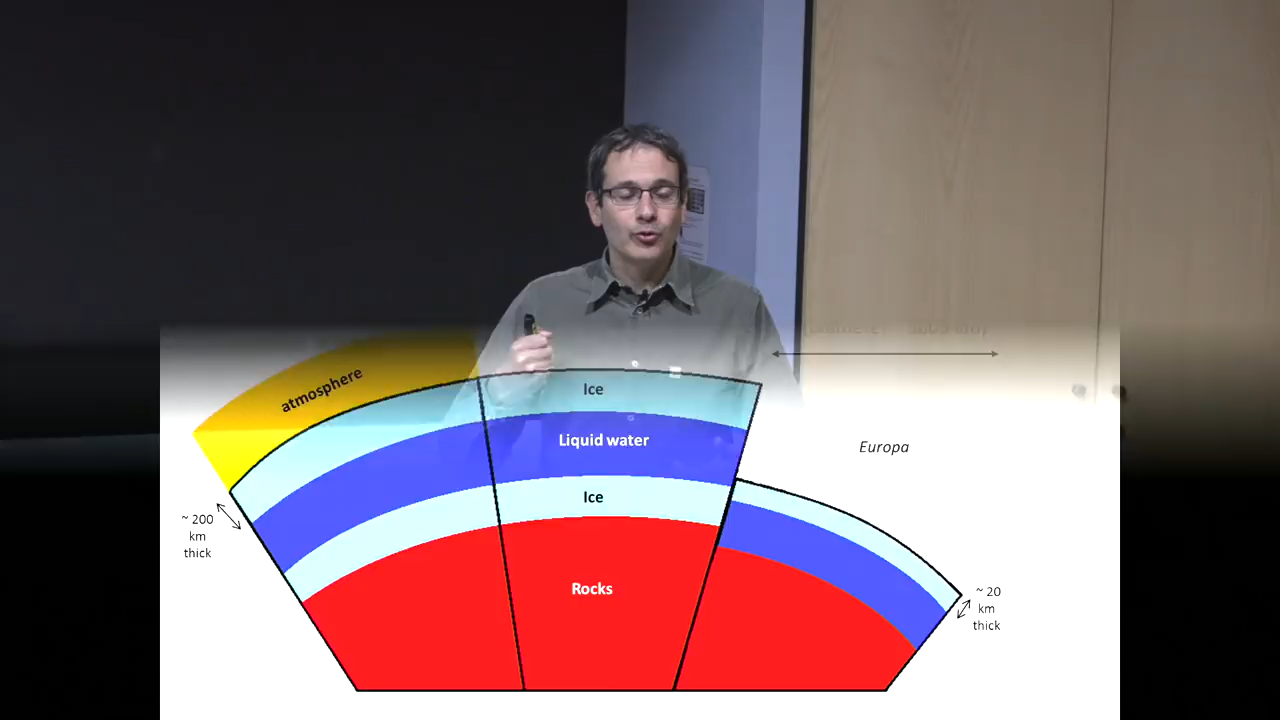 atmosphere
Ice
Liquid water
Europa
Ice
~ 200
km
thick
Rocks
~ 20
km
thick